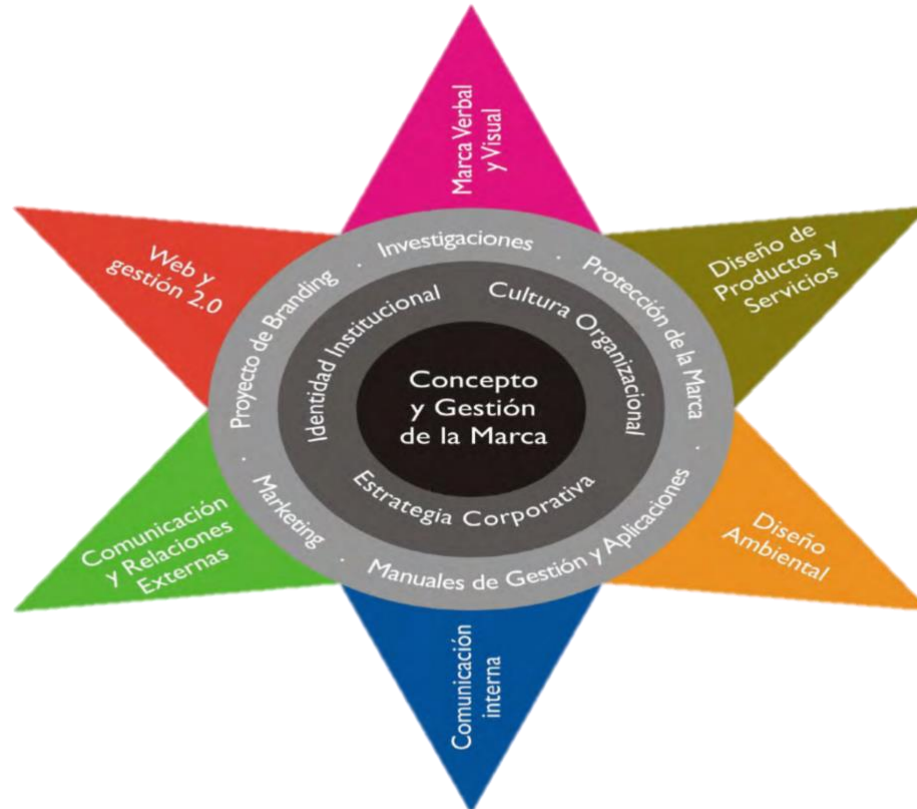 Marca Verbal
y Visual
Diseño de
Productos y
Servicios
Diseño
Ambiental
Comunicación
interna
Comunicación
y Relaciones
Externas
Web y
gestión 2.0
Proyecto de Branding · Investigaciones · Protección de la Marca ·
Manuales de Gestión y Aplicaciones · Marketing ·
Identidad Institucional
Cultura Organizacional
Estrategia Corporativa
Concepto
y Gestión
de la Marca